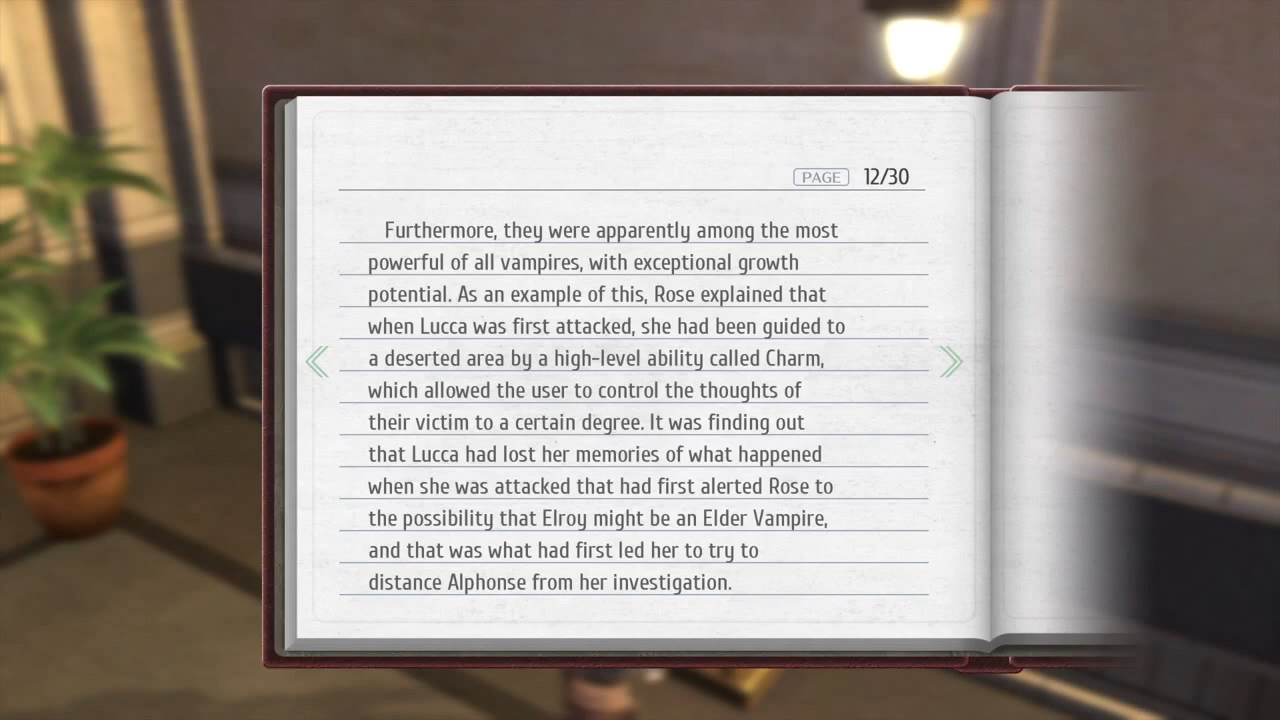 PAGE 12/30
Furthermore, they were apparently among the most
powerful of all vampires, with exceptional growth
potential. As an example of this, Rose explained that
when Lucca was first attacked, she had been guided to
a deserted area by a high-level ability called Charm,
which allowed the user to control the thoughts of
their victim to a certain degree. It was finding out
that Lucca had lost her memories of what happened
when she was attacked that had first alerted Rose to
the possibility that Elroy might be an Elder Vampire,
and that was what had first led her to try to
distance Alphonse from her investigation.